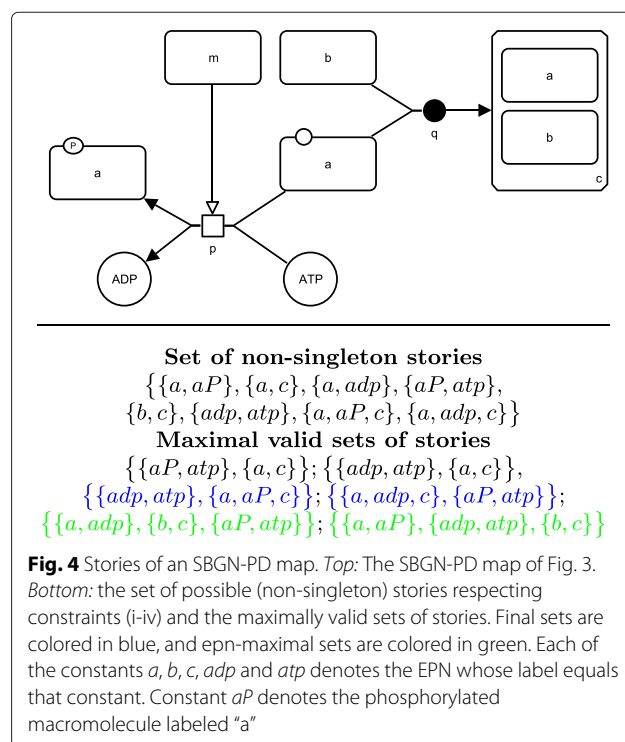 m
b
a
b
c
q
P
a
a
p
ADP
ATP
Set of non-singleton stories
{{a, aP}, {a, c}, {a, adp}, {aP, atp},
{b, c}, {adp, atp}, {a, aP, c}, {a, adp, c}}
Maximal valid sets of stories
{{aP, atp}, {a, c}}; {{adp, atp}, {a, c}},
{{adp, atp}, {a, aP, c}}; {{a, adp, c}, {aP, atp}};
{{a, adp}, {b, c}, {aP, atp}}; {{a, aP}, {adp, atp}, {b, c}}
Fig. 4 Stories of an SBGN-PD map. Top: The SBGN-PD map of Fig. 3.
Bottom: the set of possible (non-singleton) stories respecting
constraints (i-iv) and the maximally valid sets of stories. Final sets are
colored in blue, and epn-maximal sets are colored in green. Each of
the constants a, b, c, adp and atp denotes the EPN whose label equals
that constant. Constant aP denotes the phosphorylated
macromolecule labeled “a”